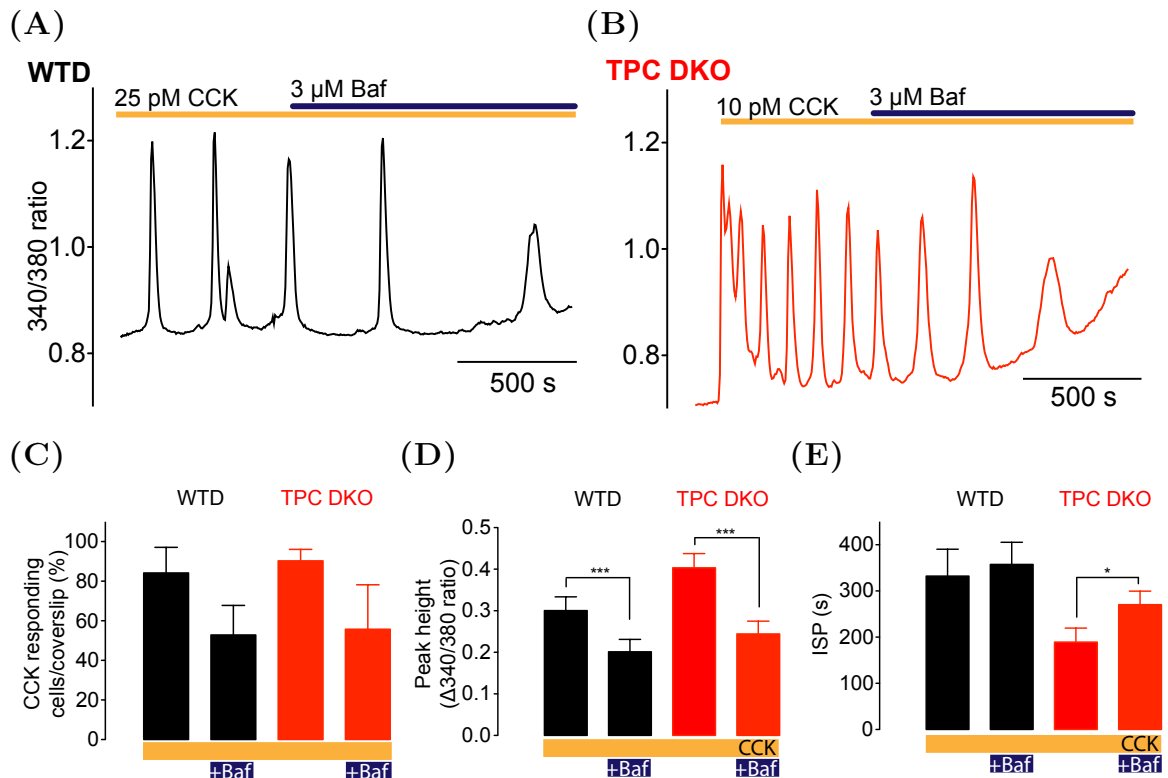 (A)
WTD
25 pM CCK
3 µM Baf
1.2
1.0
0.8
340/380 ratio
500 s
(B)
TPC DKO
10 pM CCK
3 µM Baf
1.2
1.0
0.8
500 s
(C)
WTD TPC DKO
CCK responding
cells/coverslip (%)
100
80
60
40
20
0
+Baf +Baf
(D)
WTD TPC DKO
Peak height
(Δ340/380 ratio)
0.5
0.4
0.3
0.2
0.1
0.0
*** ***
CCK
+Baf +Baf
(E)
WTD TPC DKO
ISP (s)
400
300
200
100
0
*
CCK
+Baf +Baf